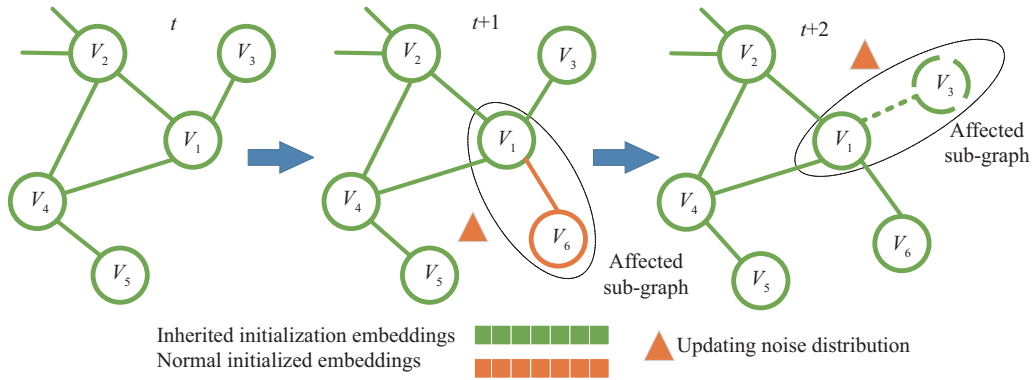 t
V2
V3
V1
V4
V5
t+1
V2
V3
V1
V4
V6
V5
Affected
sub-graph
t+2
V2
V3
V1
Affected
sub-graph
V4
V6
V5
Inherited initialization embeddings
Normal initialized embeddings
Updating noise distribution